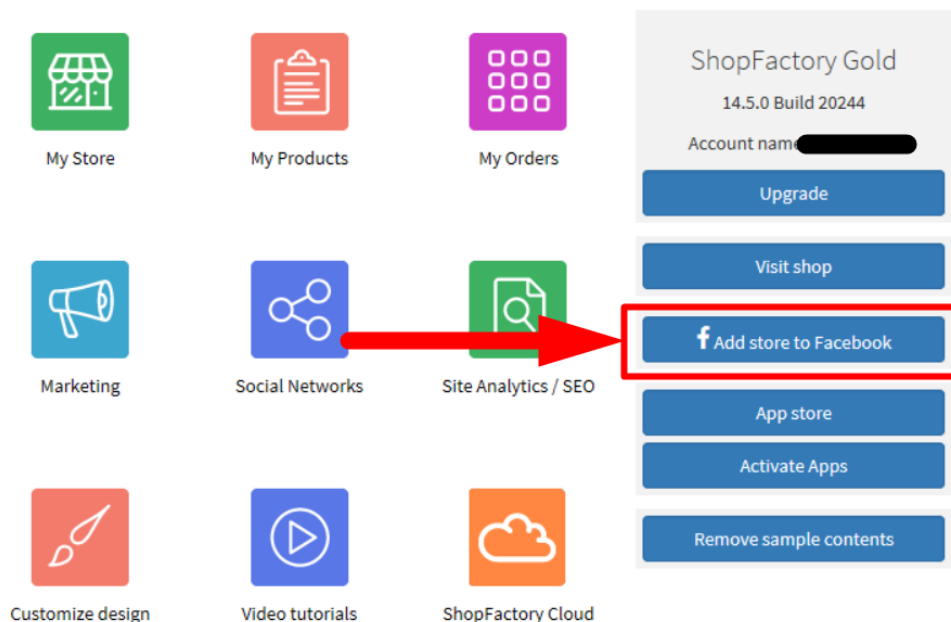 My Store
My Products
My Orders
Marketing
Social Networks
Site Analytics / SEO
Customize design
Video tutorials
ShopFactory Cloud
ShopFactory Gold
14.5.0 Build 20244
Account name
Upgrade
Visit shop
Add store to Facebook
App store
Activate Apps
Remove sample contents